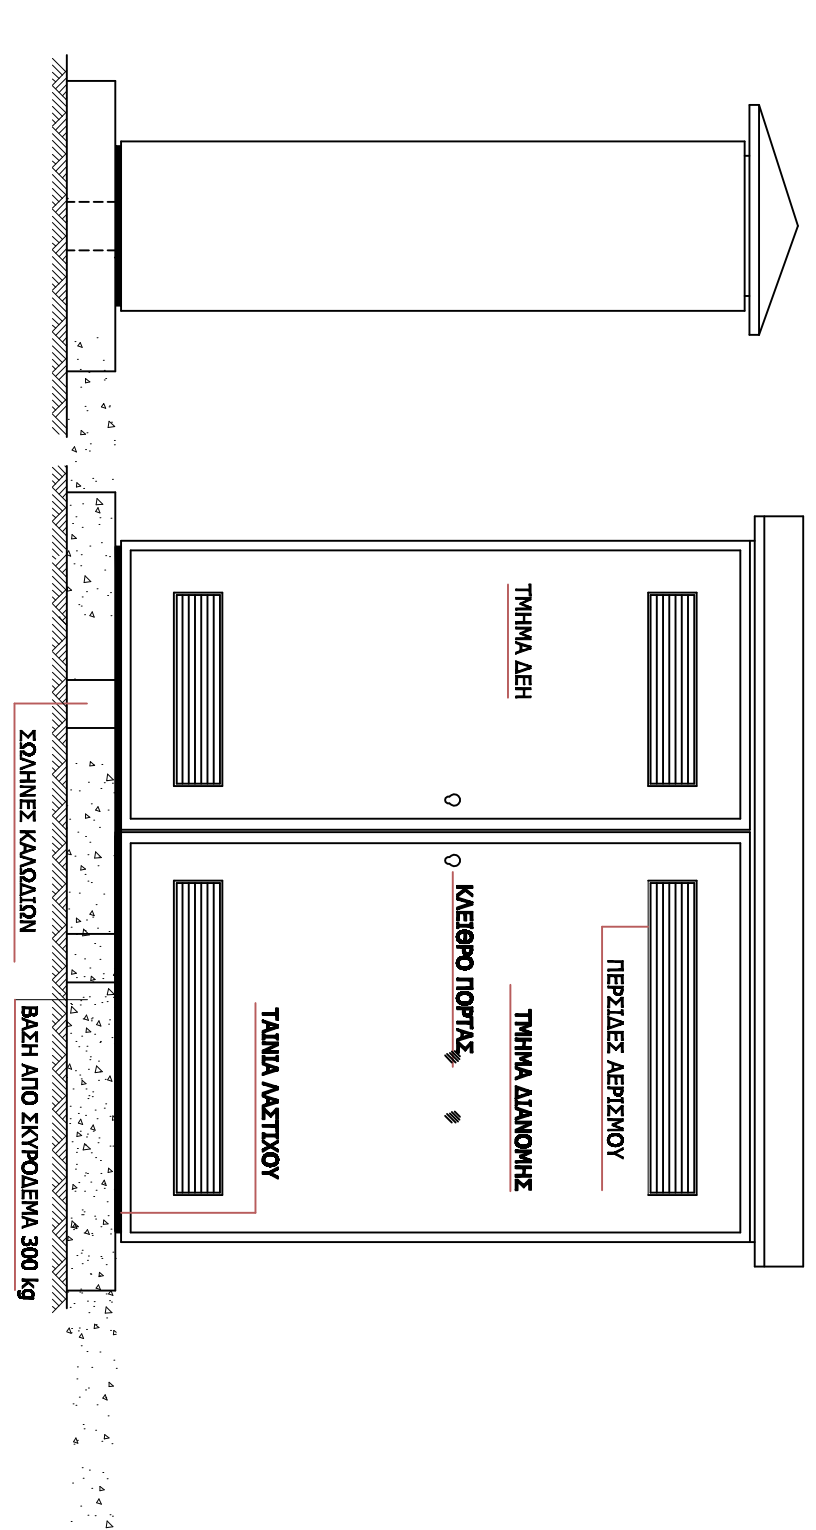 ΤΜΗΜΑ ΔΕΗ
ΠΕΡΣΙΔΕΣ ΑΕΡΙΣΜΟΥ
ΤΜΗΜΑ ΔΙΑΝΟΜΗΣ
ΚΛΕΙΘΡΟ ΠΟΡΤΑΣ
ΤΑΙΝΙΑ ΛΑΣΤΙΧΟΥ
ΣΩΛΗΝΕΣ ΚΑΛΩΔΙΩΝ
ΒΑΣΗ ΑΠΟ ΣΚΥΡΟΔΕΜΑ 300 kg